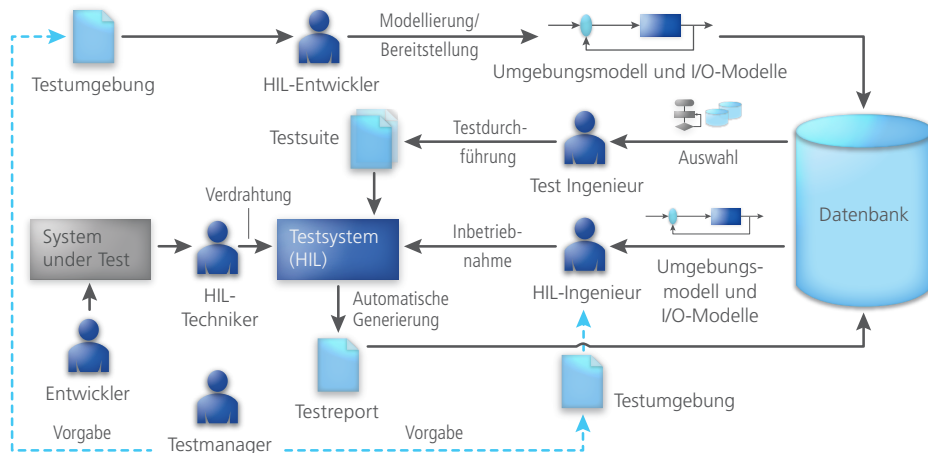 Modellierung/
Bereitstellung
Testumgebung
HIL-Entwickler
Umgebungsmodell und I/O-Modelle
Testsuite
Testdurch-
führung
Test Ingenieur
Auswahl
Datenbank
Verdrahtung
System
under Test
HIL-
Techniker
Testsystem
(HIL)
Inbetrieb-
nahme
HIL-Ingenieur
Umgebungs-
modell und
I/O-Modelle
Automatische
Generierung
Entwickler
Testreport
Testumgebung
Vorgabe
Testmanager
Vorgabe